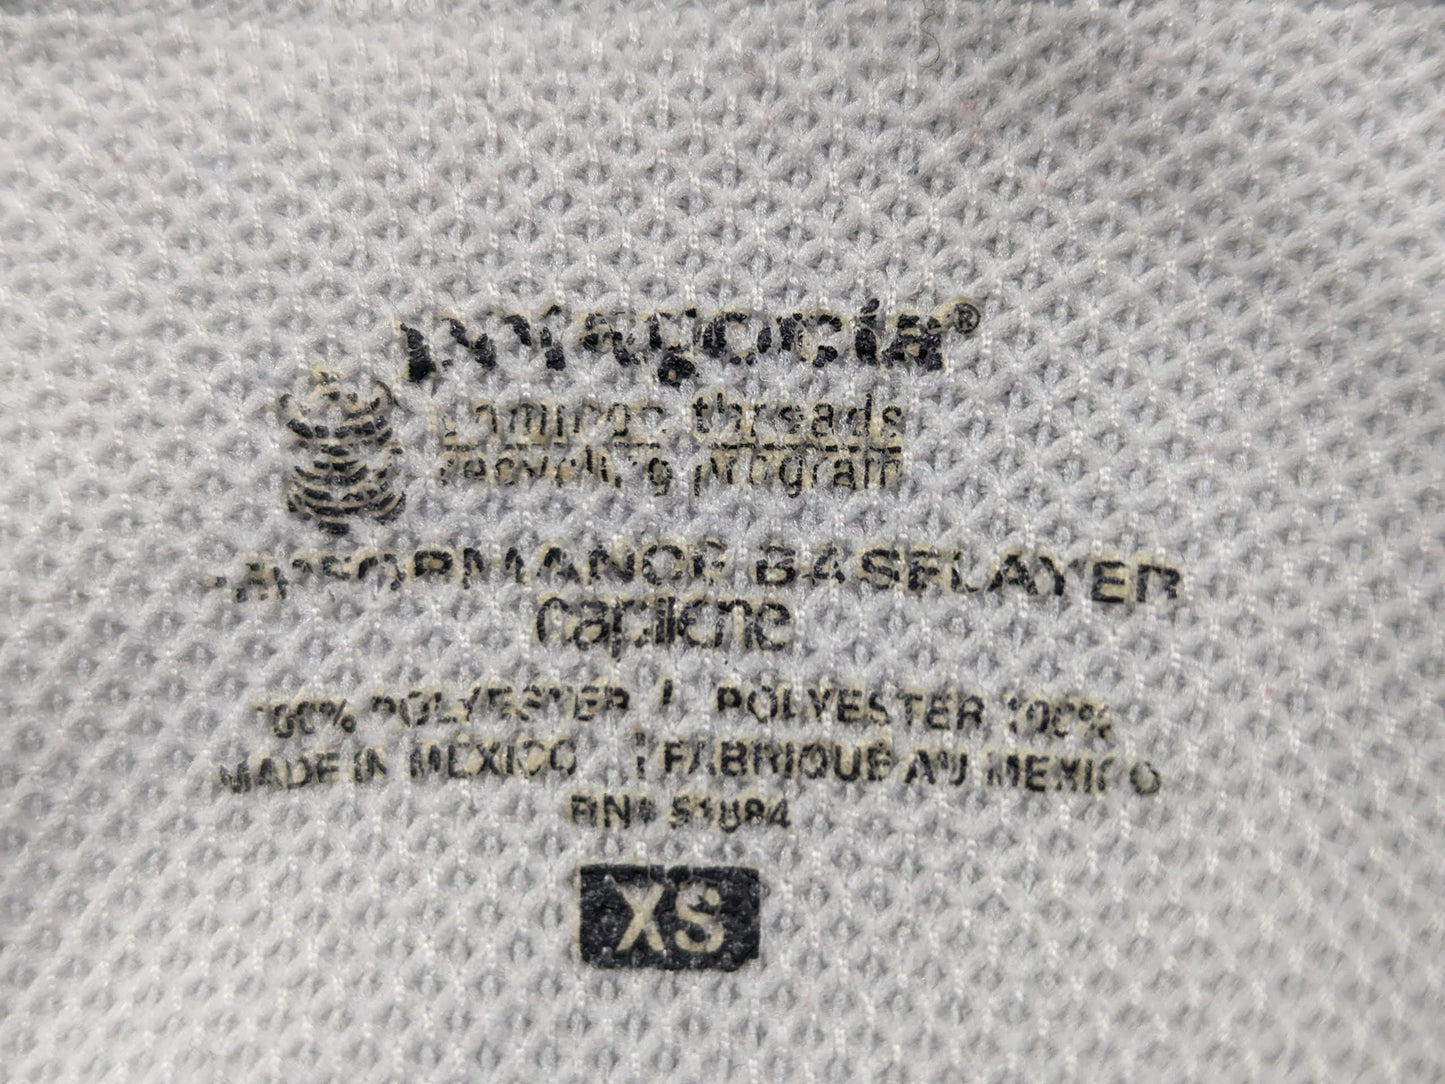 patagonia®
common threads
recycling program
PERFORMANCE BASELAYER
capilene
100% POLYESTER / POLYESTER 100%
MADE IN MEXICO / FABRIQUÉ AU MEXICO
RN# 51884
XS